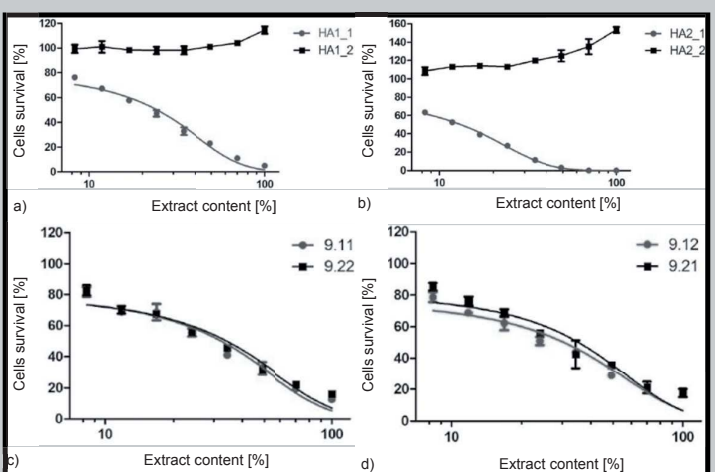 120
100
80
60
40
20
0
10
100
Cells survival [%]
HA1_1
HA1_2
a)
Extract content [%]
160
140
120
100
80
60
40
20
0
10
100
Cells survival [%]
HA2_1
HA2_2
b)
Extract content [%]
120
100
80
60
40
20
0
10
100
Cells survival [%]
9.11
9.22
c)
Extract content [%]
120
100
80
60
40
20
0
10
100
Cells survival [%]
9.12
9.21
d)
Extract content [%]